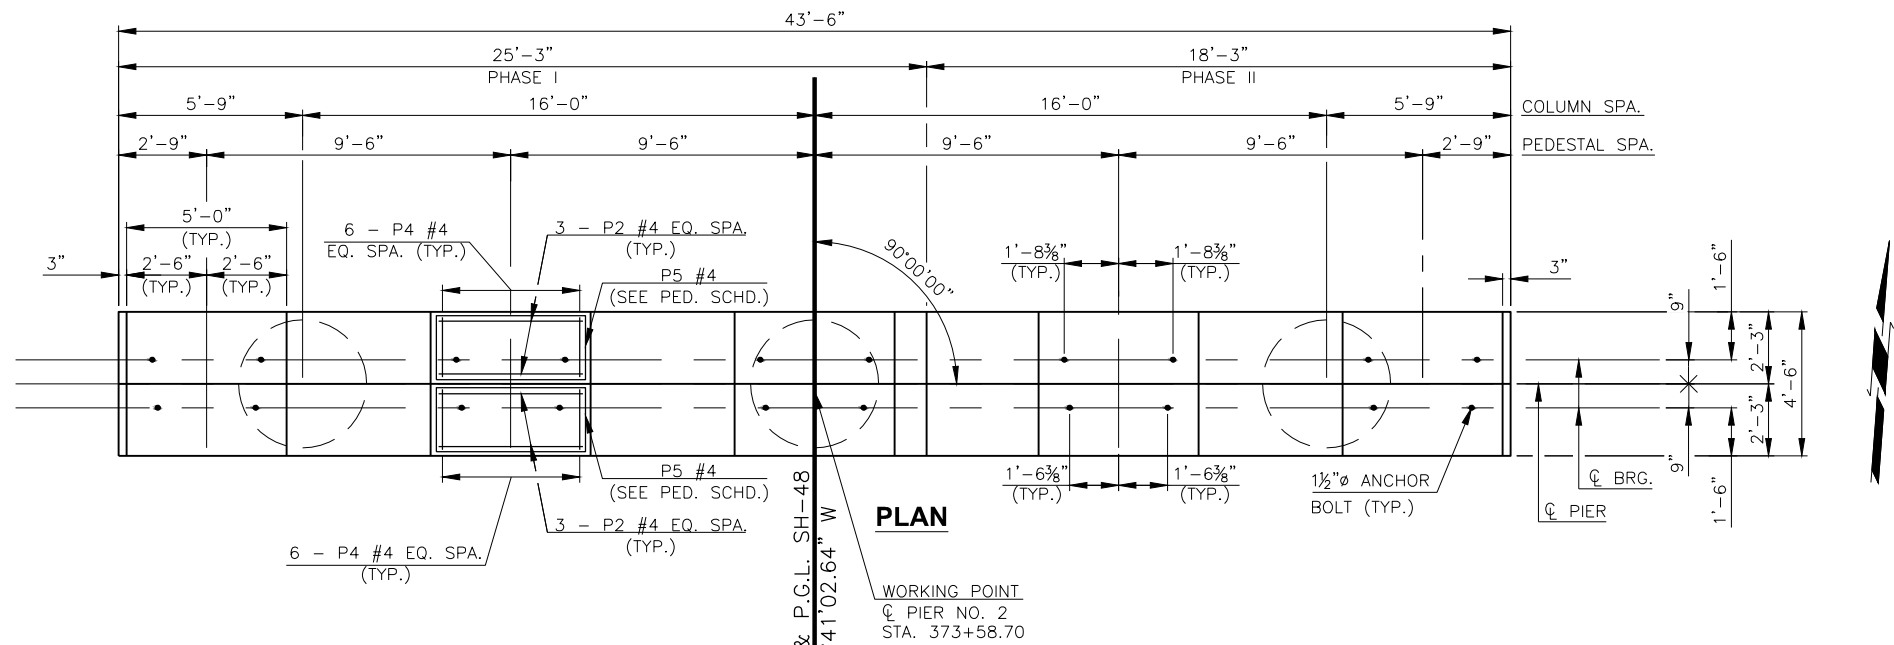 43'-6"
25'-3"
PHASE I
18'-3"
PHASE II
5'-9"
16'-0"
16'-0"
5'-9"
COLUMN SPA.
2'-9"
9'-6"
9'-6"
9'-6"
9'-6"
2'-9"
PEDESTAL SPA.
5'-0"
(TYP.)
6 - P4 #4
EQ. SPA. (TYP.)
3 - P2 #4 EQ. SPA.
(TYP.)
3"
2'-6"
(TYP.)
2'-6"
(TYP.)
P5 #4
(SEE PED. SCHD.)
90°00'00"
1'-8⅜"
(TYP.)
1'-8⅜"
(TYP.)
3"
1'-6"
9"
2'-3"
4'-6"
2'-3"
9"
1'-6"
P5 #4
(SEE PED. SCHD.)
1'-6⅜"
(TYP.)
1'-6⅜"
(TYP.)
1½"ø ANCHOR
BOLT (TYP.)
℄ BRG.
℄ PIER
3 - P2 #4 EQ. SPA.
(TYP.)
6 - P4 #4 EQ. SPA.
(TYP.)
PLAN
& P.G.L. SH-48
41'02.64" W
WORKING POINT
℄ PIER NO. 2
STA. 373+58.70